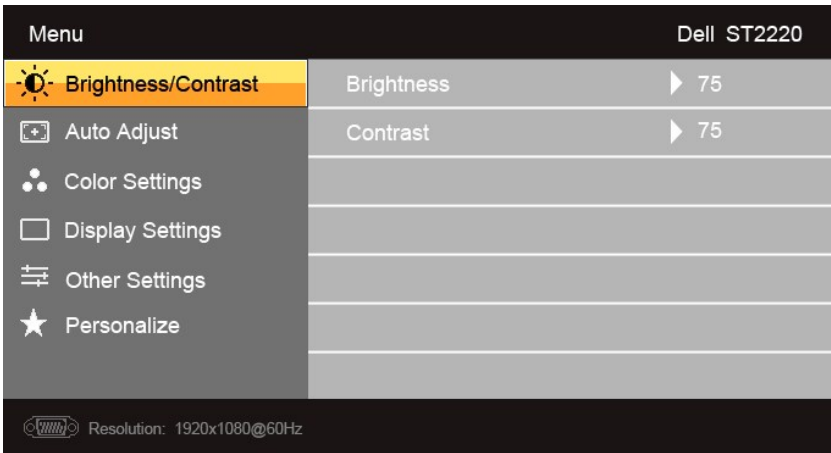 Menu Dell ST2220
Brightness/Contrast Brightness 75
Auto Adjust Contrast 75
Color Settings
Display Settings
Other Settings
Personalize
Resolution: 1920x1080@60Hz